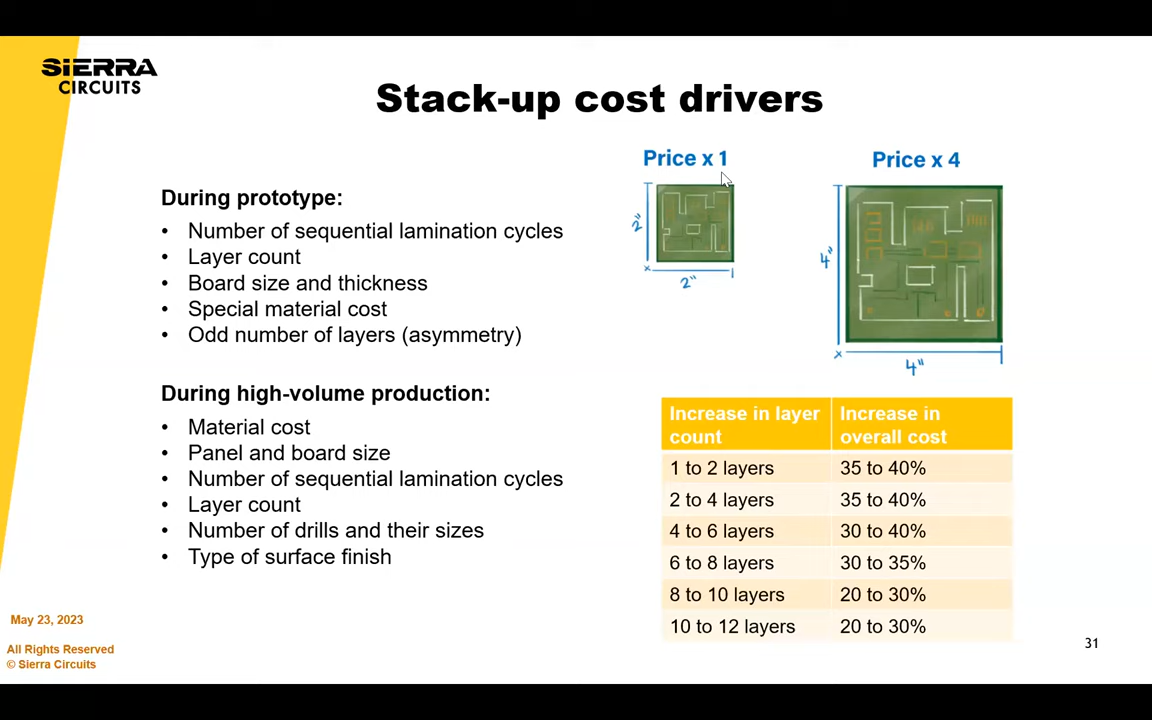 SIERRA
CIRCUITS
Stack-up cost drivers
During prototype:
• Number of sequential lamination cycles
• Layer count
• Board size and thickness
• Special material cost
• Odd number of layers (asymmetry)
During high-volume production:
• Material cost
• Panel and board size
• Number of sequential lamination cycles
• Layer count
• Number of drills and their sizes
• Type of surface finish
Price x 1
2"
2"
Price x 4
4"
4"
Increase in layer count Increase in overall cost
1 to 2 layers 35 to 40%
2 to 4 layers 35 to 40%
4 to 6 layers 30 to 40%
6 to 8 layers 30 to 35%
8 to 10 layers 20 to 30%
10 to 12 layers 20 to 30%
May 23, 2023
All Rights Reserved
© Sierra Circuits
31